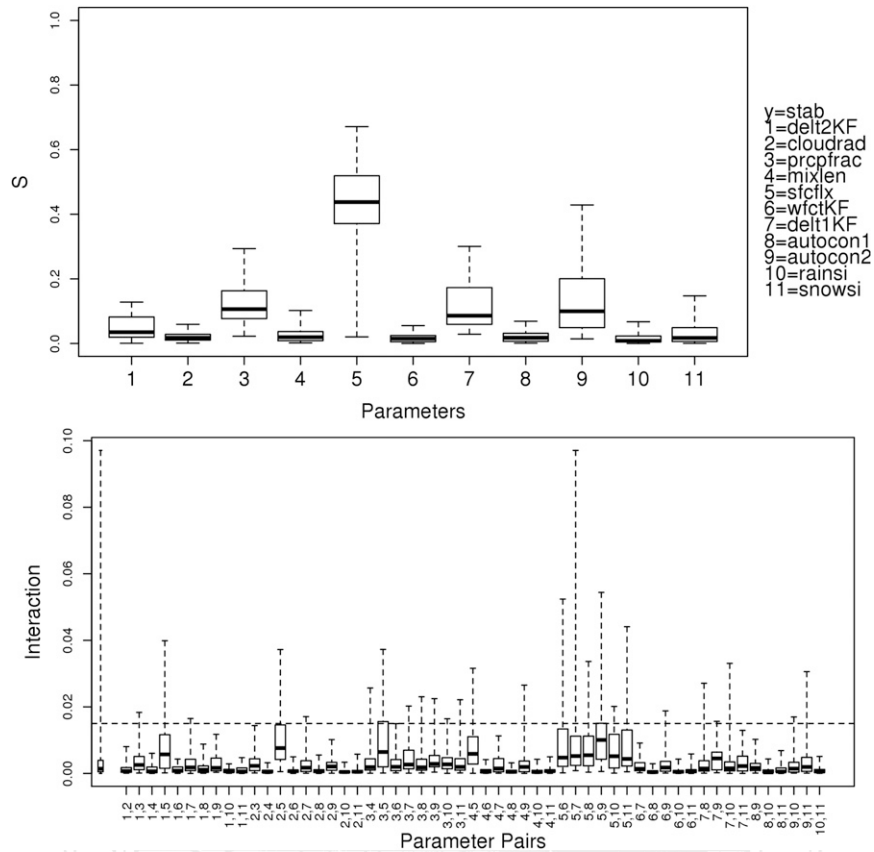 1.0
0.8
0.6
0.4
0.2
0.0
S
1 2 3 4 5 6 7 8 9 10 11
Parameters
y=stab
1=delt2KF
2=cloudrad
3=prcpfrac
4=mixlen
5=sfcflx
6=wfctKF
7=delt1KF
8=autocon1
9=autocon2
10=rainsi
11=snowsi
0.10
0.08
0.06
0.04
0.02
0.00
Interaction
1,2 1,3 1,4 1,5 1,6 1,7 1,8 1,9 1,10 1,11 2,3 2,4 2,5 2,6 2,7 2,8 2,9 2,10 2,11 3,4 3,5 3,6 3,7 3,8 3,9 3,10 3,11 4,5 4,6 4,7 4,8 4,9 4,10 4,11 5,6 5,7 5,8 5,9 5,10 5,11 6,7 6,8 6,9 6,10 6,11 7,8 7,9 7,10 7,11 8,9 8,10 8,11 9,10 9,11 10,11
Parameter Pairs